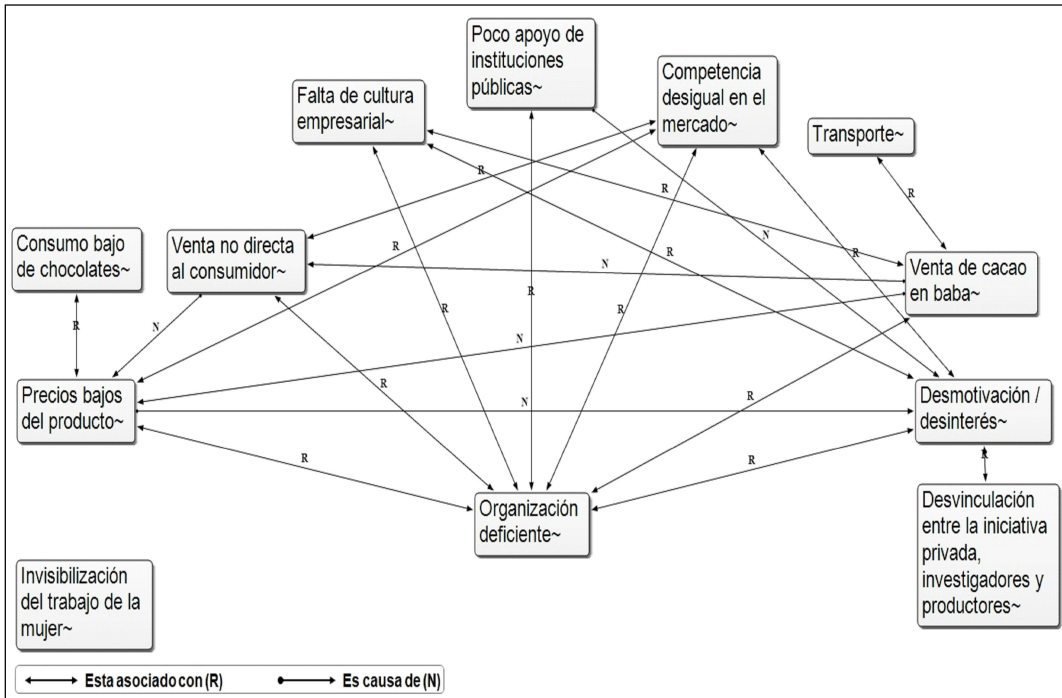 Poco apoyo de
instituciones
públicas~
Competencia
desigual en el
mercado~
Falta de cultura
empresarial~
Transporte~
R
R
Consumo bajo
de chocolates~
Venta no directa
al consumidor~
R
R
N
R
R
Venta de cacao
en baba~
N
R
R
R
R
N
N
Precios bajos
del producto~
R
R
N
Desmotivación /
desinterés~
R
R
R
Organización
deficiente~
Desvinculación
entre la iniciativa
privada,
investigadores y
productores~
Invisibilización
del trabajo de la
mujer~
Esta asociado con (R)
Es causa de (N)